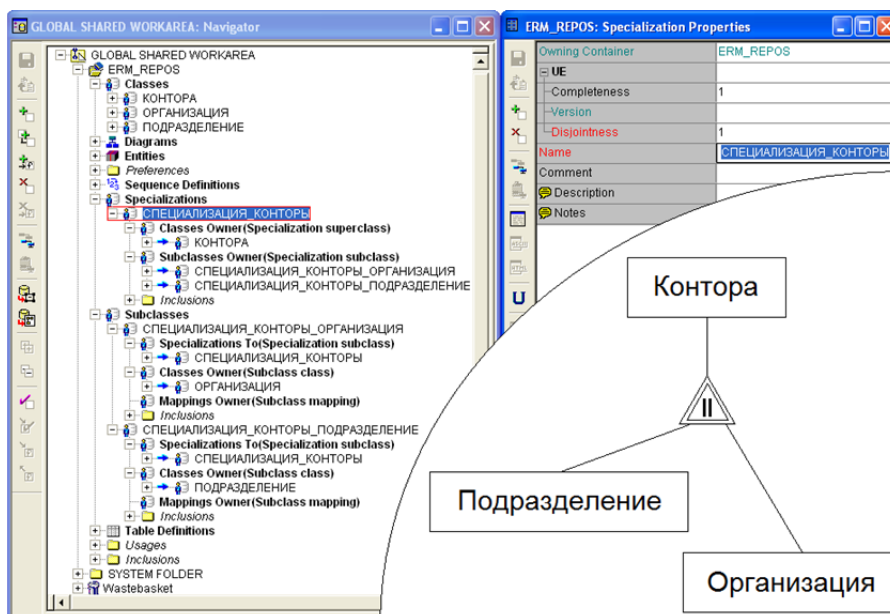 GLOBAL SHARED WORKAREA: Navigator
GLOBAL SHARED WORKAREA
ERM_REPOS
Classes
КОНТОРА
ОРГАНИЗАЦИЯ
ПОДРАЗДЕЛЕНИЕ
Diagrams
Entities
Preferences
Sequence Definitions
Specializations
СПЕЦИАЛИЗАЦИЯ_КОНТОРЫ
Classes Owner(Specialization superclass)
КОНТОРА
Subclasses Owner(Specialization subclass)
СПЕЦИАЛИЗАЦИЯ_КОНТОРЫ_ОРГАНИЗАЦИЯ
СПЕЦИАЛИЗАЦИЯ_КОНТОРЫ_ПОДРАЗДЕЛЕНИЕ
Inclusions
Subclasses
СПЕЦИАЛИЗАЦИЯ_КОНТОРЫ_ОРГАНИЗАЦИЯ
Specializations To(Specialization subclass)
СПЕЦИАЛИЗАЦИЯ_КОНТОРЫ
Classes Owner(Subclass class)
ОРГАНИЗАЦИЯ
Mappings Owner(Subclass mapping)
Inclusions
СПЕЦИАЛИЗАЦИЯ_КОНТОРЫ_ПОДРАЗДЕЛЕНИЕ
Specializations To(Specialization subclass)
СПЕЦИАЛИЗАЦИЯ_КОНТОРЫ
Classes Owner(Subclass class)
ПОДРАЗДЕЛЕНИЕ
Mappings Owner(Subclass mapping)
Inclusions
Table Definitions
Usages
Inclusions
SYSTEM FOLDER
Wastebasket
ERM_REPOS: Specialization Properties
Owning Container ERM_REPOS
UE
Completeness 1
Version
Disjointness 1
Name СПЕЦИАЛИЗАЦИЯ_КОНТОРЫ
Comment
Description
Notes
U
Контора
II
Подразделение
Организация